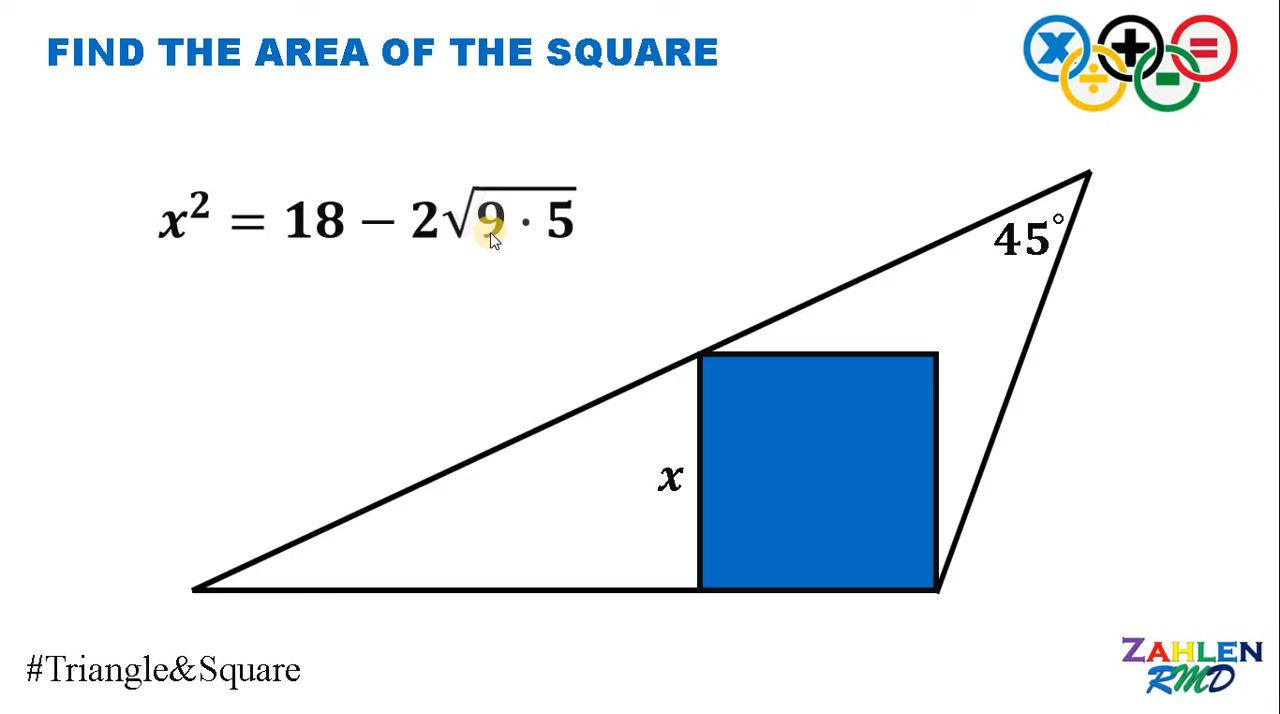 FIND THE AREA OF THE SQUARE
x² = 18 − 2√(9 · 5)
45°
x
#Triangle&Square
ZAHLEN
RMD